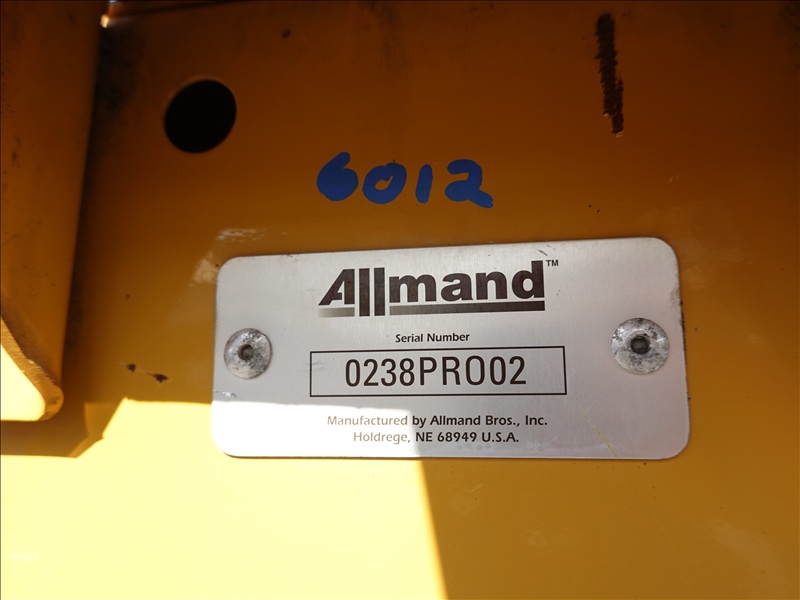 6012
Allmand™
Serial Number
0238PRO02
Manufactured by Allmand Bros., Inc.
Holdrege, NE 68949 U.S.A.